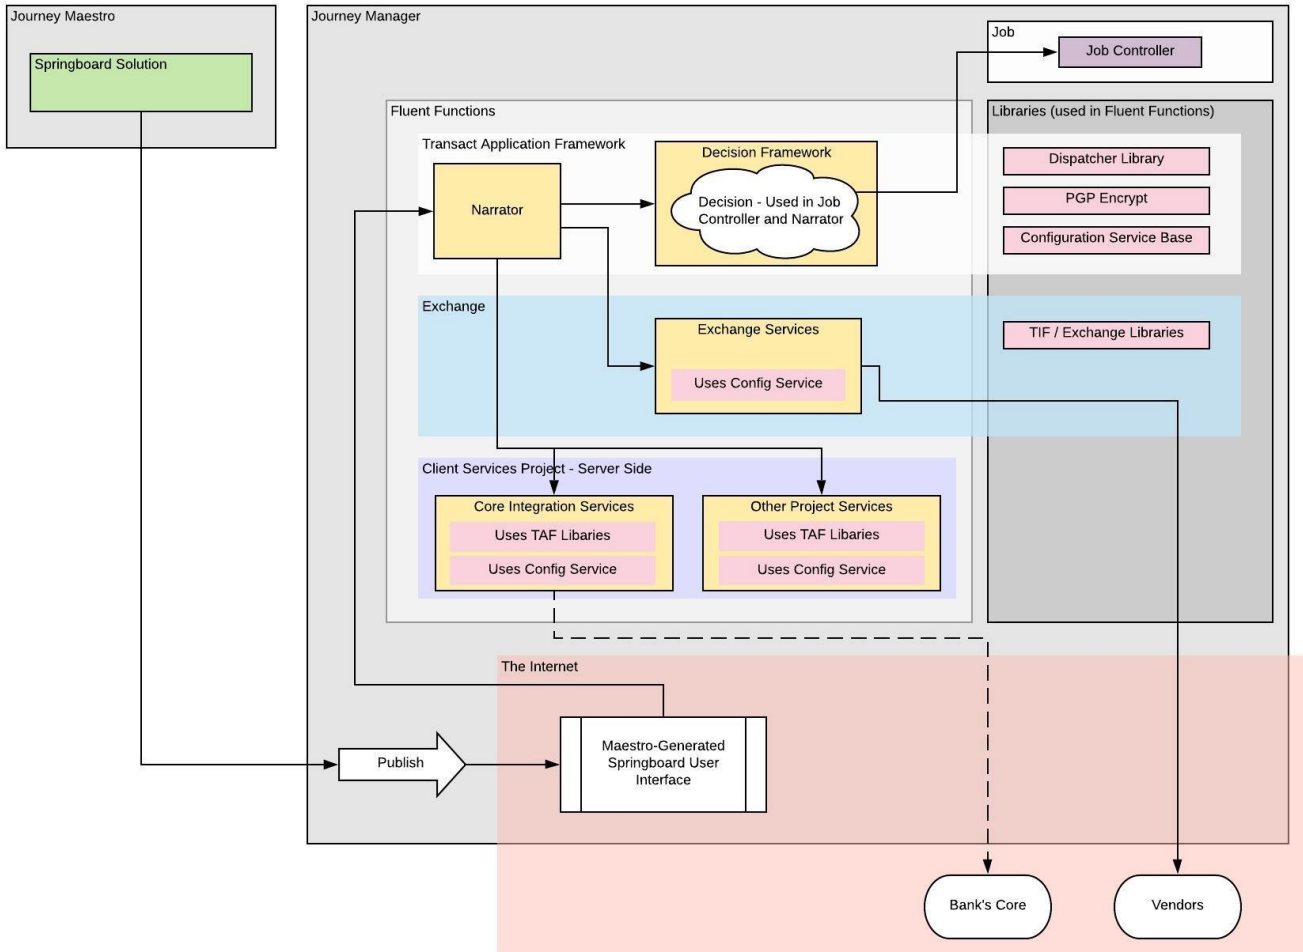 Journey Maestro
Springboard Solution
Journey Manager
Job
Job Controller
Fluent Functions
Libraries (used in Fluent Functions)
Transact Application Framework
Narrator
Decision Framework
Decision - Used in Job
Controller and Narrator
Dispatcher Library
PGP Encrypt
Configuration Service Base
Exchange
Exchange Services
Uses Config Service
TIF / Exchange Libraries
Client Services Project - Server Side
Core Integration Services
Uses TAF Libaries
Uses Config Service
Other Project Services
Uses TAF Libaries
Uses Config Service
The Internet
Publish
Maestro-Generated
Springboard User
Interface
Bank's Core
Vendors